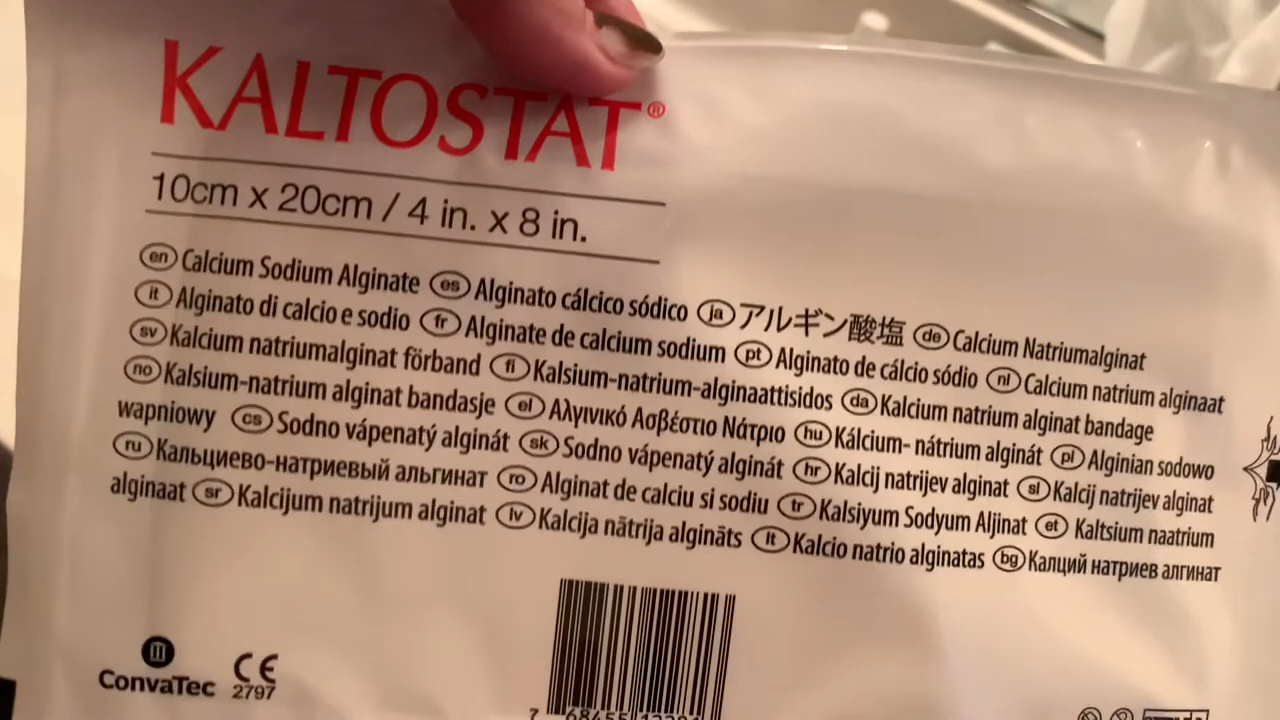 KALTOSTAT®
10cm x 20cm / 4 in. x 8 in.
en Calcium Sodium Alginate es Alginato cálcico sódico ja アルギン酸塩 de Calcium Natriumalginat
it Alginato di calcio e sodio fr Alginate de calcium sodium pt Alginato de cálcio sódio nl Calcium natrium alginaat
sv Kalcium natriumalginat förband fi Kalsium-natrium-alginaattisidos da Kalcium natrium alginat bandage
no Kalsium-natrium alginat bandasje el Αλγινικό Ασβέστιο Νάτριο hu Kálcium- nátrium alginát pl Alginian sodowo
wapniowy cs Sodno vápenatý alginát sk Sodno vápenatý alginát hr Kalcij natrijev alginat sl Kalcij natrijev alginat
ru Кальциево-натриевый альгинат ro Alginat de calciu si sodiu tr Kalsiyum Sodyum Aljinat et Kaltsium naatrium
alginaat sr Kalcijum natrijum alginat lv Kalcija nātrija algināts lt Kalcio natrio alginatas bg Калций натриев алгинат
ConvaTec
CE
2797